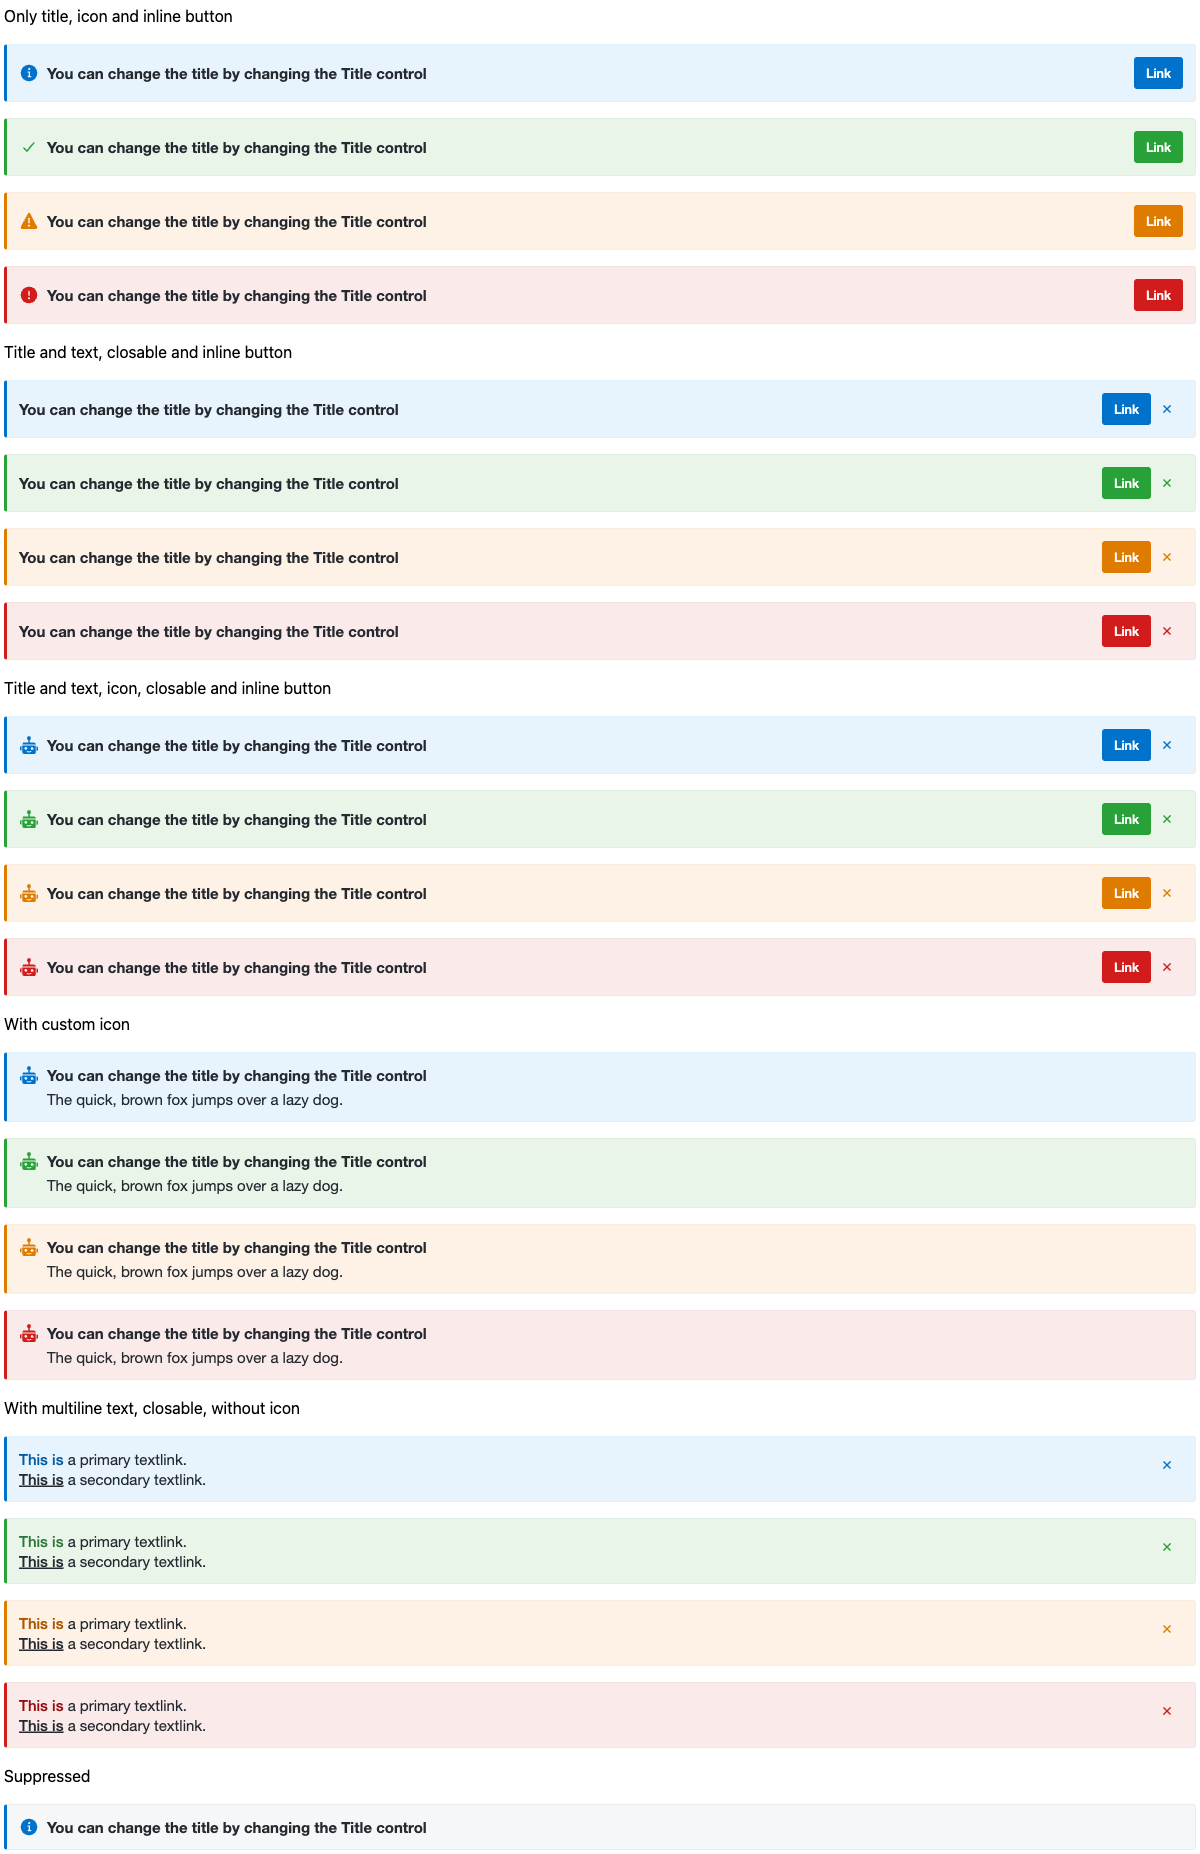 Only title, icon and inline button
You can change the title by changing the Title control Link
You can change the title by changing the Title control Link
You can change the title by changing the Title control Link
You can change the title by changing the Title control Link
Title and text, closable and inline button
You can change the title by changing the Title control Link
You can change the title by changing the Title control Link
You can change the title by changing the Title control Link
You can change the title by changing the Title control Link
Title and text, icon, closable and inline button
You can change the title by changing the Title control Link
You can change the title by changing the Title control Link
You can change the title by changing the Title control Link
You can change the title by changing the Title control Link
With custom icon
You can change the title by changing the Title control
The quick, brown fox jumps over a lazy dog.
You can change the title by changing the Title control
The quick, brown fox jumps over a lazy dog.
You can change the title by changing the Title control
The quick, brown fox jumps over a lazy dog.
You can change the title by changing the Title control
The quick, brown fox jumps over a lazy dog.
With multiline text, closable, without icon
This is a primary textlink.
This is a secondary textlink.
This is a primary textlink.
This is a secondary textlink.
This is a primary textlink.
This is a secondary textlink.
This is a primary textlink.
This is a secondary textlink.
Suppressed
You can change the title by changing the Title control